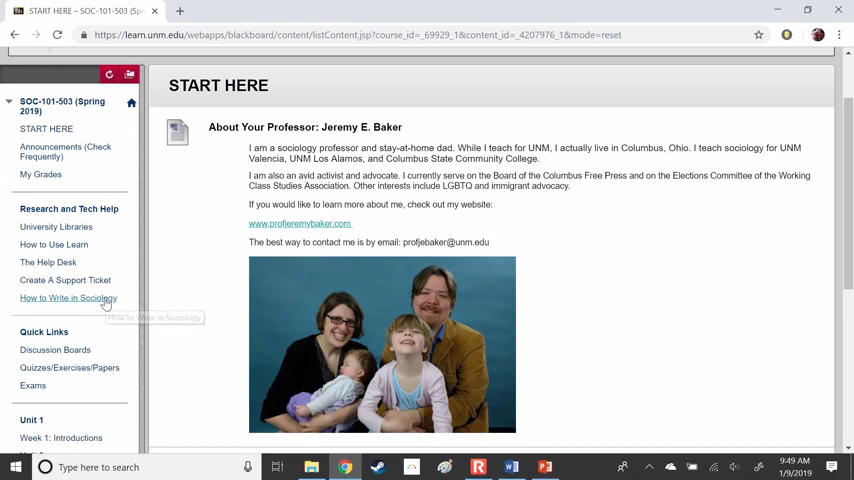 START HERE – SOC-101-503 (Spri
https://learn.unm.edu/webapps/blackboard/content/listContent.jsp?course_id=_69929_1&content_id=_4207976_1&mode=reset
SOC-101-503 (Spring
2019)
START HERE
Announcements (Check
Frequently)
My Grades
Research and Tech Help
University Libraries
How to Use Learn
The Help Desk
Create A Support Ticket
How to Write in Sociology
How to Write in Sociology
Quick Links
Discussion Boards
Quizzes/Exercises/Papers
Exams
Unit 1
Week 1: Introductions
START HERE
About Your Professor: Jeremy E. Baker
I am a sociology professor and stay-at-home dad. While I teach for UNM, I actually live in Columbus, Ohio. I teach sociology for UNM
Valencia, UNM Los Alamos, and Columbus State Community College.
I am also an avid activist and advocate. I currently serve on the Board of the Columbus Free Press and on the Elections Committee of the Working
Class Studies Association. Other interests include LGBTQ and immigrant advocacy.
If you would like to learn more about me, check out my website:
www.profjeremybaker.com
The best way to contact me is by email: profjebaker@unm.edu
Type here to search
9:49 AM
1/9/2019